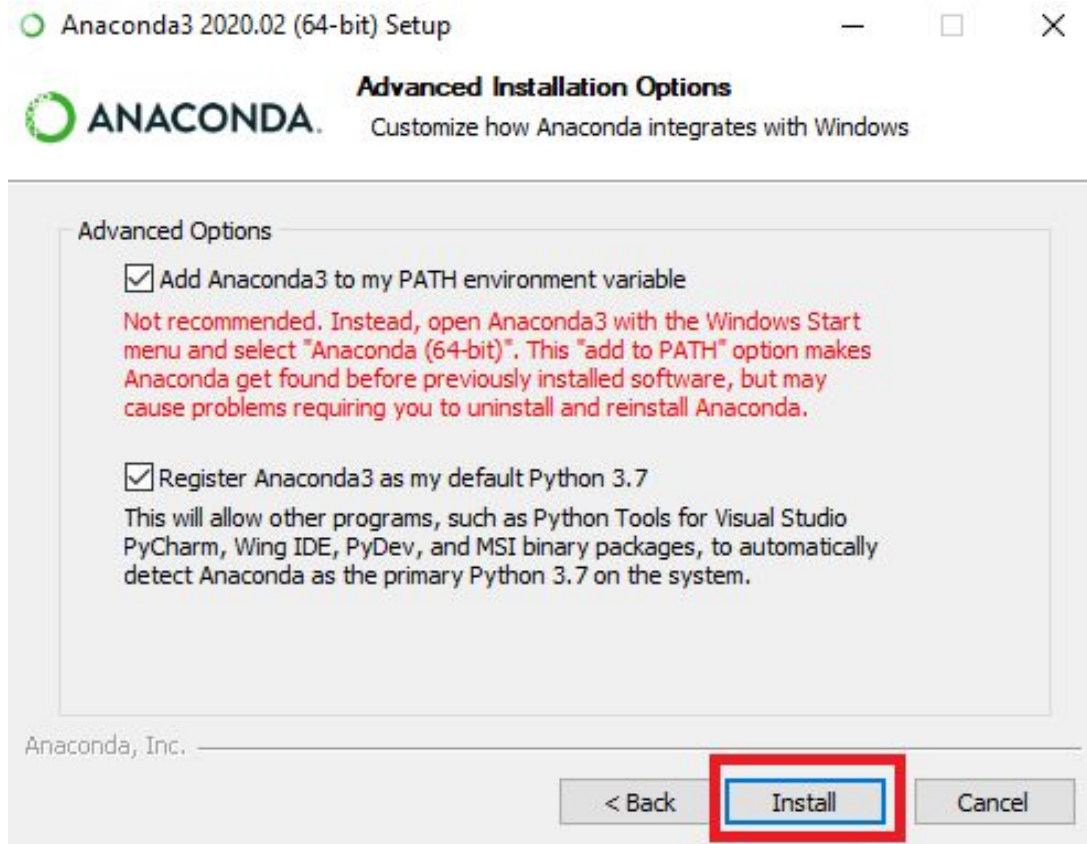 Anaconda3 2020.02 (64-bit) Setup
ANACONDA.
Advanced Installation Options
Customize how Anaconda integrates with Windows
Advanced Options
Add Anaconda3 to my PATH environment variable
Not recommended. Instead, open Anaconda3 with the Windows Start
menu and select "Anaconda (64-bit)". This "add to PATH" option makes
Anaconda get found before previously installed software, but may
cause problems requiring you to uninstall and reinstall Anaconda.
Register Anaconda3 as my default Python 3.7
This will allow other programs, such as Python Tools for Visual Studio
PyCharm, Wing IDE, PyDev, and MSI binary packages, to automatically
detect Anaconda as the primary Python 3.7 on the system.
Anaconda, Inc.
< Back
Install
Cancel